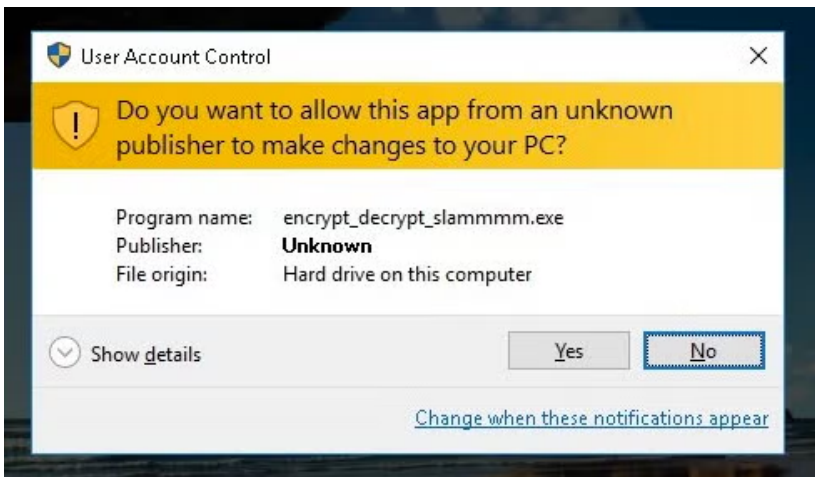 User Account Control
Do you want to allow this app from an unknown
publisher to make changes to your PC?
Program name: encrypt_decrypt_slammmm.exe
Publisher: Unknown
File origin: Hard drive on this computer
Show details
Yes
No
Change when these notifications appear